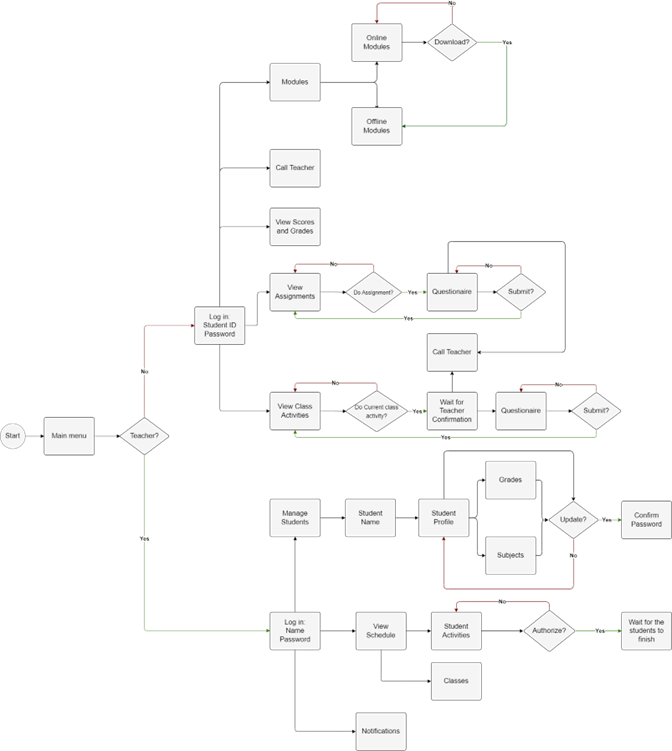 No
Online
Modules
Download?
Yes
Modules
Offline
Modules
Call Teacher
View Scores
and Grades
No
No
View
Assignments
Do Assignment?
Yes
Questionaire
Submit?
Yes
Log in:
Student ID
Password
Call Teacher
No
No
No
View Class
Activities
Do Current class
activity?
Yes
Wait for
Teacher
Confirmation
Questionaire
Submit?
Yes
Start
Main menu
Teacher?
Yes
Manage
Students
Student
Name
Student
Profile
Grades
Subjects
Update?
Yes
No
Confirm
Password
Log in:
Name
Password
View
Schedule
No
Student
Activities
Authorize?
Yes
Wait for the
students to
finish
Classes
Notifications